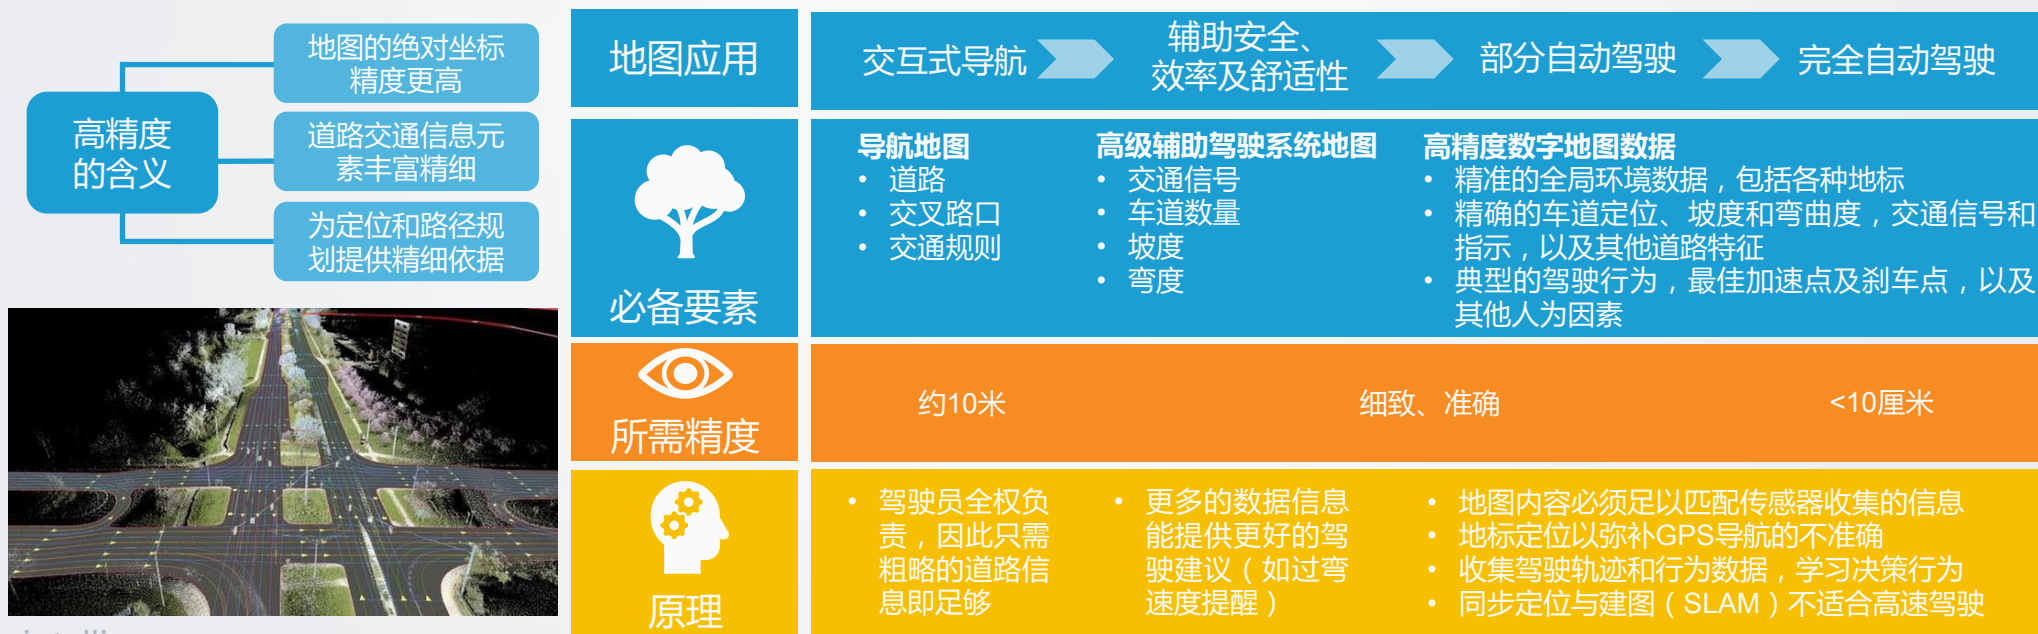 高精度
的含义
地图的绝对坐标
精度更高
道路交通信息元
素丰富精细
为定位和路径规
划提供精细依据
地图应用
交互式导航
辅助安全、
效率及舒适性
部分自动驾驶
完全自动驾驶
必备要素
导航地图
• 道路
• 交叉路口
• 交通规则
高级辅助驾驶系统地图
• 交通信号
• 车道数量
• 坡度
• 弯度
高精度数字地图数据
• 精准的全局环境数据，包括各种地标
• 精确的车道定位、坡度和弯曲度，交通信号和
指示，以及其他道路特征
• 典型的驾驶行为，最佳加速点及刹车点，以及
其他人为因素
所需精度
约10米
细致、准确
<10厘米
原理
• 驾驶员全权负
责，因此只需
粗略的道路信
息即足够
• 更多的数据信息
能提供更好的驾
驶建议（如过弯
速度提醒）
• 地图内容必须足以匹配传感器收集的信息
• 地标定位以弥补GPS导航的不准确
• 收集驾驶轨迹和行为数据，学习决策行为
• 同步定位与建图（SLAM）不适合高速驾驶